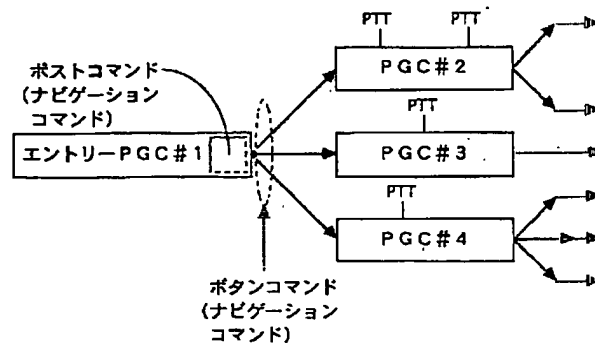 PTT PTT
PGC#2
ポストコマンド
(ナビゲーション
コマンド)
PTT
エントリーPGC#1
PGC#3
PTT
PGC#4
ボタンコマンド
(ナビゲーション
コマンド)